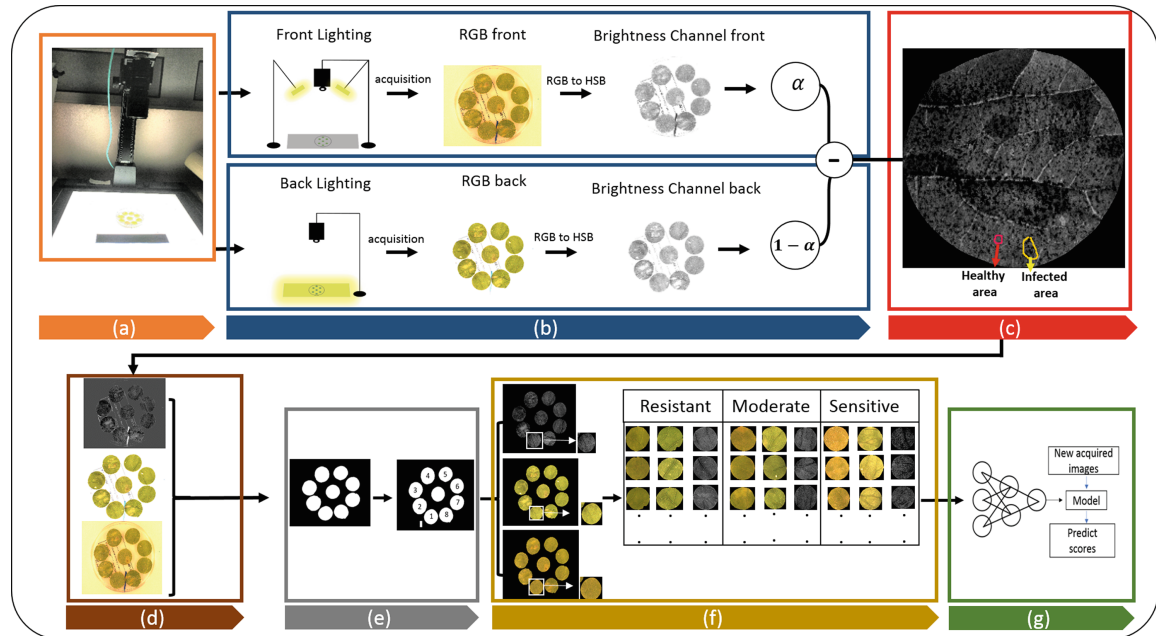 Front Lighting
RGB front
Brightness Channel front
acquisition
RGB to HSB
α
−
Back Lighting
RGB back
Brightness Channel back
acquisition
RGB to HSB
1 − α
Healthy
area
Infected
area
(a)
(b)
(c)
4 5
3 6
2 7
1 8
Resistant Moderate Sensitive
New acquired
images
Model
Predict
scores
(d)
(e)
(f)
(g)